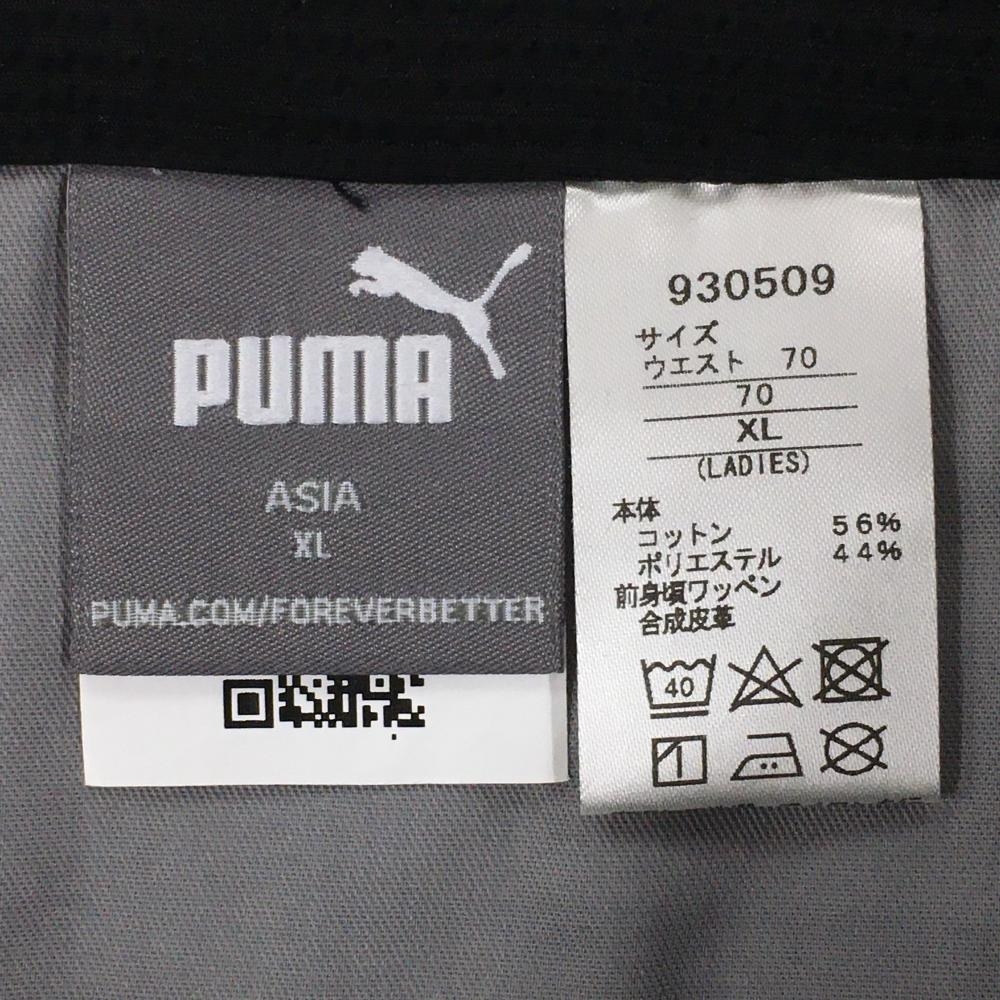 PUMA
ASIA
XL
PUMA.COM/FOREVERBETTER
930509
サイズ
ウエスト 70
70
XL
(LADIES)
本体
コットン 56%
ポリエステル 44%
前身頃ワッペン
合成皮革
40